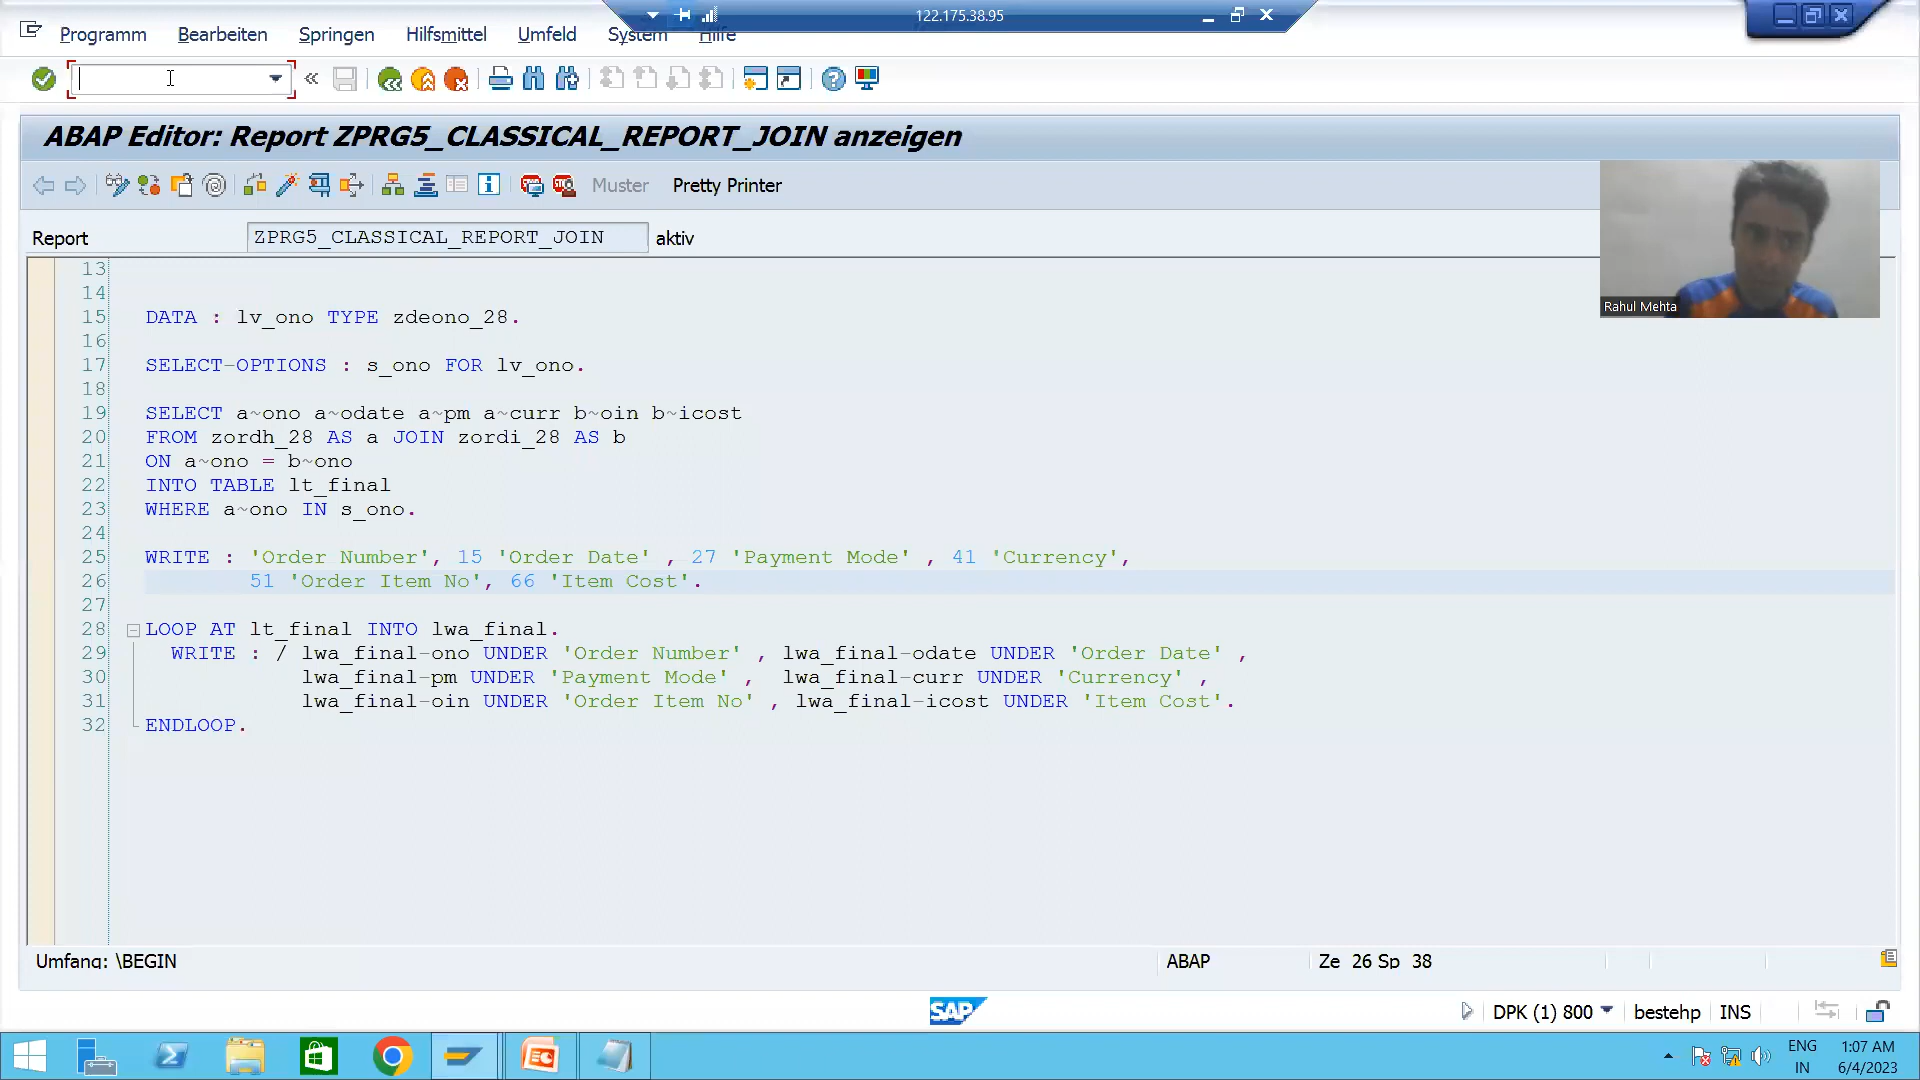 122.175.38.95
Programm Bearbeiten Springen Hilfsmittel Umfeld System Hilfe
ABAP Editor: Report ZPRG5_CLASSICAL_REPORT_JOIN anzeigen
Muster Pretty Printer
Report ZPRG5_CLASSICAL_REPORT_JOIN aktiv
Rahul Mehta
13
14
15 DATA : lv_ono TYPE zdeono_28.
16
17 SELECT-OPTIONS : s_ono FOR lv_ono.
18
19 SELECT a~ono a~odate a~pm a~curr b~oin b~icost
20 FROM zordh_28 AS a JOIN zordi_28 AS b
21 ON a~ono = b~ono
22 INTO TABLE lt_final
23 WHERE a~ono IN s_ono.
24
25 WRITE : 'Order Number', 15 'Order Date' , 27 'Payment Mode' , 41 'Currency',
26 51 'Order Item No', 66 'Item Cost'.
27
28 LOOP AT lt_final INTO lwa_final.
29 WRITE : / lwa_final-ono UNDER 'Order Number' , lwa_final-odate UNDER 'Order Date' ,
30 lwa_final-pm UNDER 'Payment Mode' , lwa_final-curr UNDER 'Currency' ,
31 lwa_final-oin UNDER 'Order Item No' , lwa_final-icost UNDER 'Item Cost'.
32 ENDLOOP.
Umfang: \BEGIN ABAP Ze 26 Sp 38
SAP DPK (1) 800 bestehp INS
ENG 1:07 AM
IN 6/4/2023